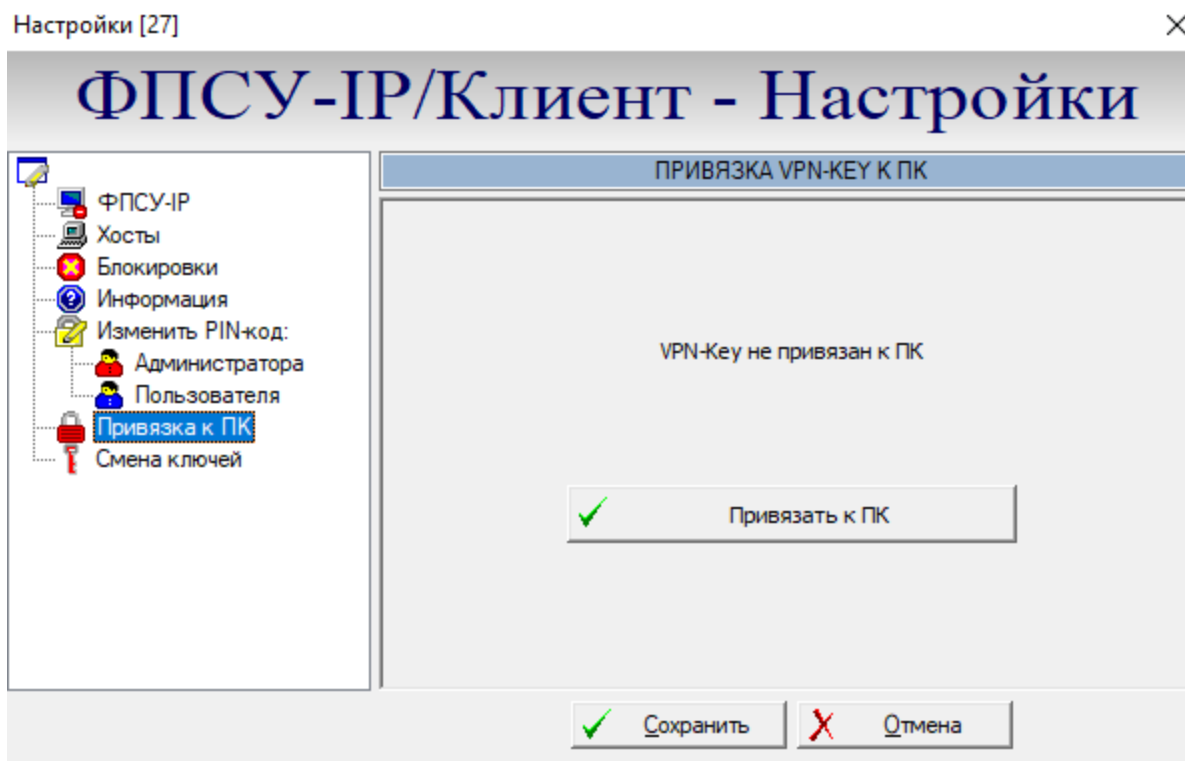 Настройки [27]
ФПСУ-IP/Клиент - Настройки
ФПСУ-IP
Хосты
Блокировки
Информация
Изменить PIN-код:
Администратора
Пользователя
Привязка к ПК
Смена ключей
ПРИВЯЗКА VPN-KEY К ПК
VPN-Key не привязан к ПК
Привязать к ПК
Сохранить
Отмена